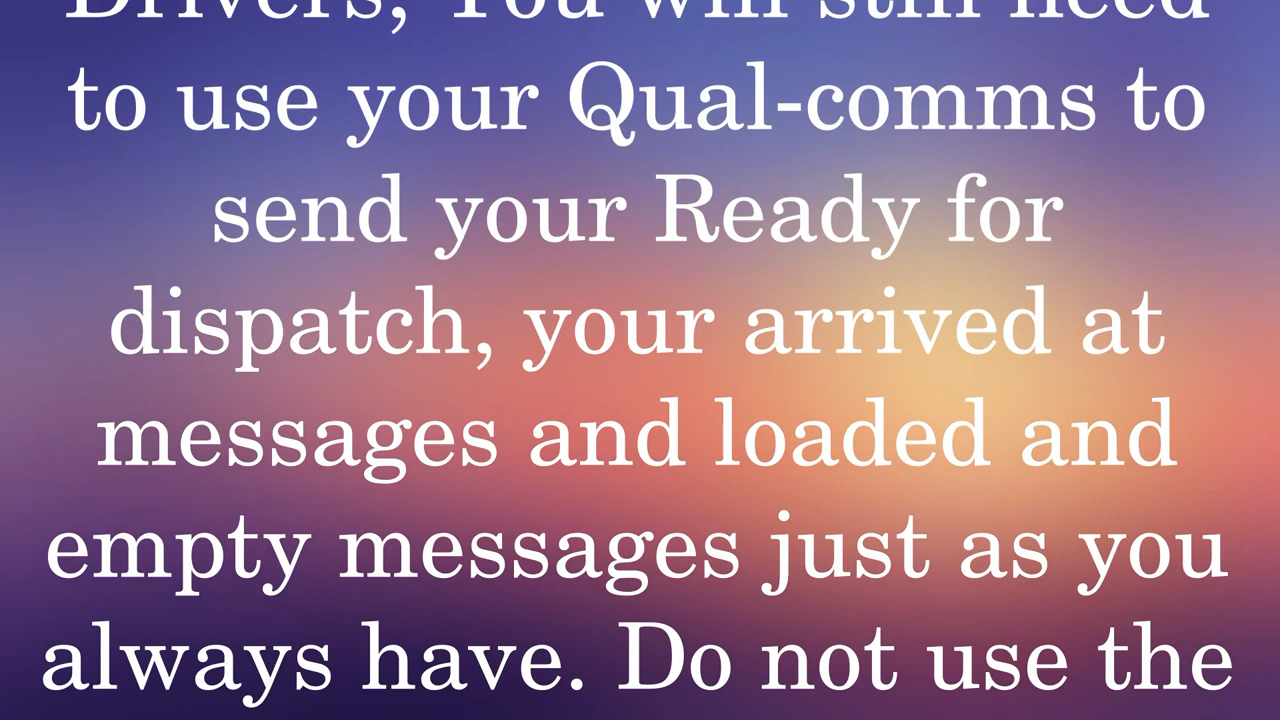 Drivers, You will still need
to use your Qual-comms to
send your Ready for
dispatch, your arrived at
messages and loaded and
empty messages just as you
always have. Do not use the